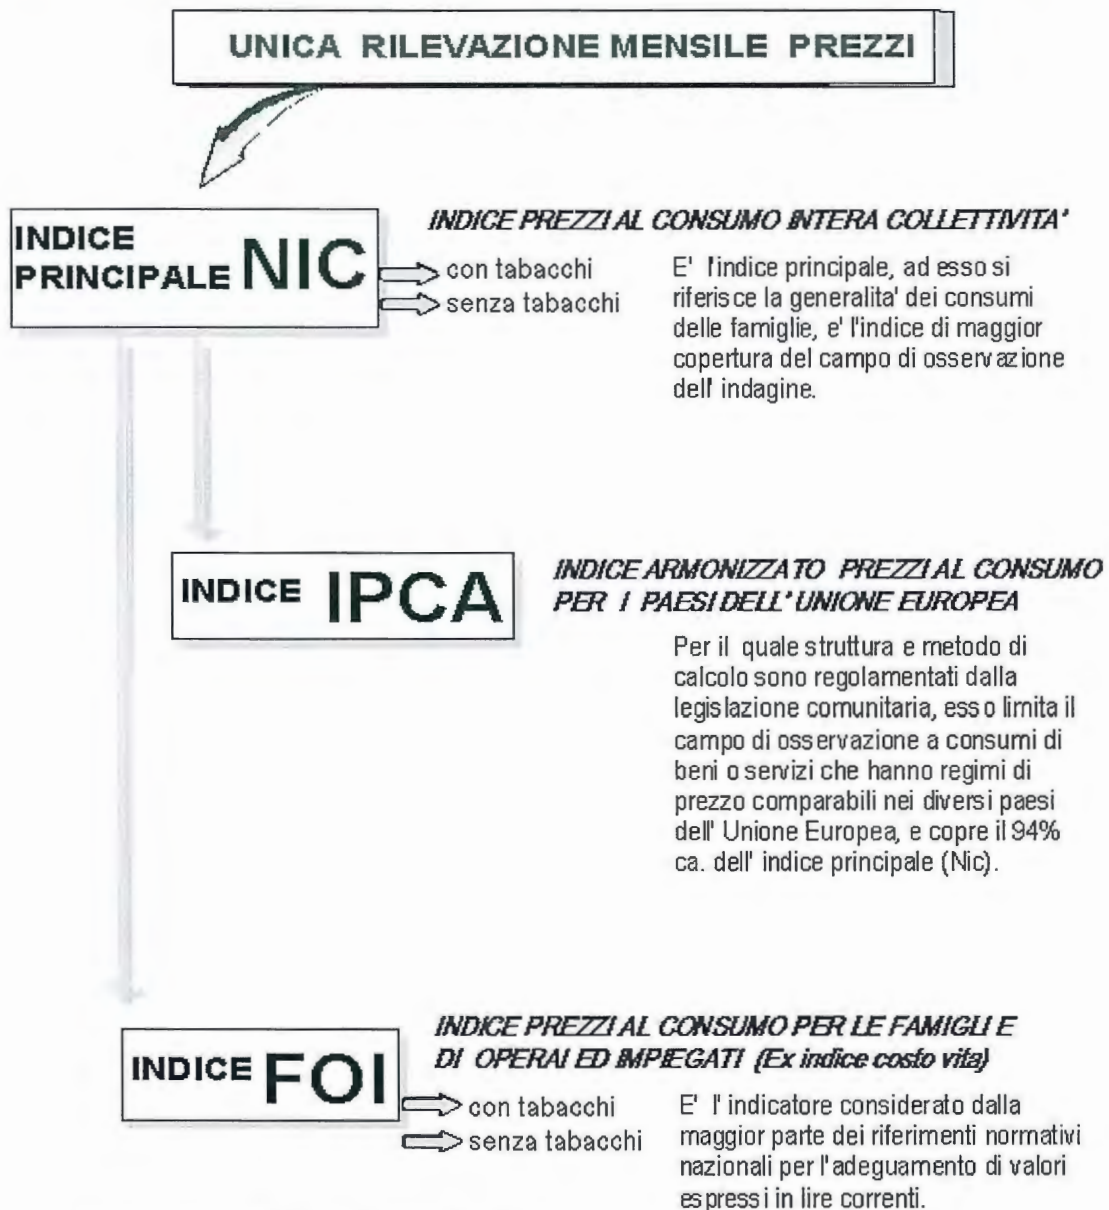 UNICA RILEVAZIONE MENSILE PREZZI
INDICE
PRINCIPALE NIC
con tabacchi
senza tabacchi
INDICE PREZZI AL CONSUMO INTERA COLLETTIVITA'
E' l'indice principale, ad esso si
riferisce la generalita' dei consumi
delle famiglie, e' l'indice di maggior
copertura del campo di osservazione
dell' indagine.
INDICE IPCA
INDICE ARMONIZZATO PREZZI AL CONSUMO
PER I PAESI DELL' UNIONE EUROPEA
Per il quale struttura e metodo di
calcolo sono regolamentati dalla
legislazione comunitaria, esso limita il
campo di osservazione a consumi di
beni o servizi che hanno regimi di
prezzo comparabili nei diversi paesi
dell' Unione Europea, e copre il 94%
ca. dell' indice principale (Nic).
INDICE FOI
con tabacchi
senza tabacchi
INDICE PREZZI AL CONSUMO PER LE FAMIGLIE
DI OPERAI ED IMPIEGATI (Ex indice costo vita)
E' l' indicatore considerato dalla
maggior parte dei riferimenti normativi
nazionali per l'adeguamento di valori
espressi in lire correnti.